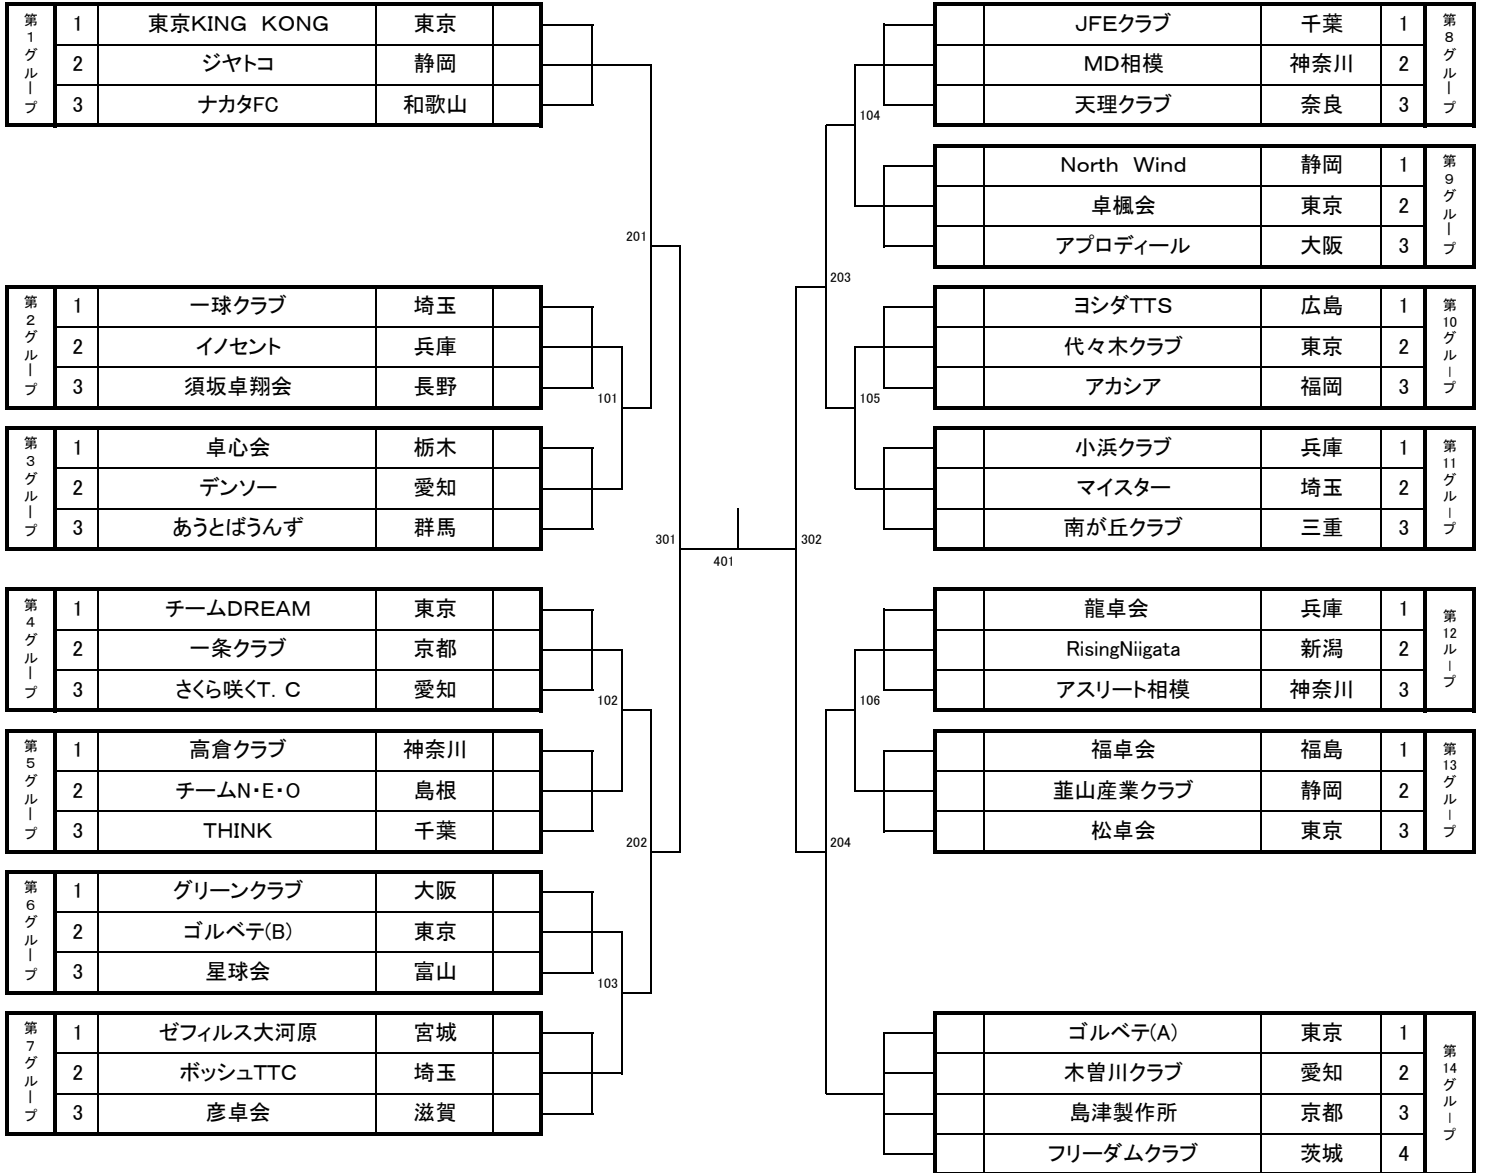 第1グループ
1 東京KING KONG 東京
2 ジヤトコ 静岡
3 ナカタFC 和歌山
201
第2グループ
1 一球クラブ 埼玉
2 イノセント 兵庫
3 須坂卓翔会 長野
101
第3グループ
1 卓心会 栃木
2 デンソー 愛知
3 あうとばうんず 群馬
301
401
第4グループ
1 チームDREAM 東京
2 一条クラブ 京都
3 さくら咲くT. C 愛知
102
第5グループ
1 高倉クラブ 神奈川
2 チームN・E・O 島根
3 THINK 千葉
202
第6グループ
1 グリーンクラブ 大阪
2 ゴルベテ(B) 東京
3 星球会 富山
103
第7グループ
1 ゼフィルス大河原 宮城
2 ボッシュTTC 埼玉
3 彦卓会 滋賀
JFEクラブ 千葉 1
MD相模 神奈川 2
天理クラブ 奈良 3
第8グループ
104
North Wind 静岡 1
卓楓会 東京 2
アプロディール 大阪 3
第9グループ
203
ヨシダTTS 広島 1
代々木クラブ 東京 2
アカシア 福岡 3
第10グループ
105
小浜クラブ 兵庫 1
マイスター 埼玉 2
南が丘クラブ 三重 3
第11グループ
302
龍卓会 兵庫 1
RisingNiigata 新潟 2
アスリート相模 神奈川 3
第12ループ
106
福卓会 福島 1
韮山産業クラブ 静岡 2
松卓会 東京 3
第13グループ
204
ゴルベテ(A) 東京 1
木曽川クラブ 愛知 2
島津製作所 京都 3
フリーダムクラブ 茨城 4
第14グループ